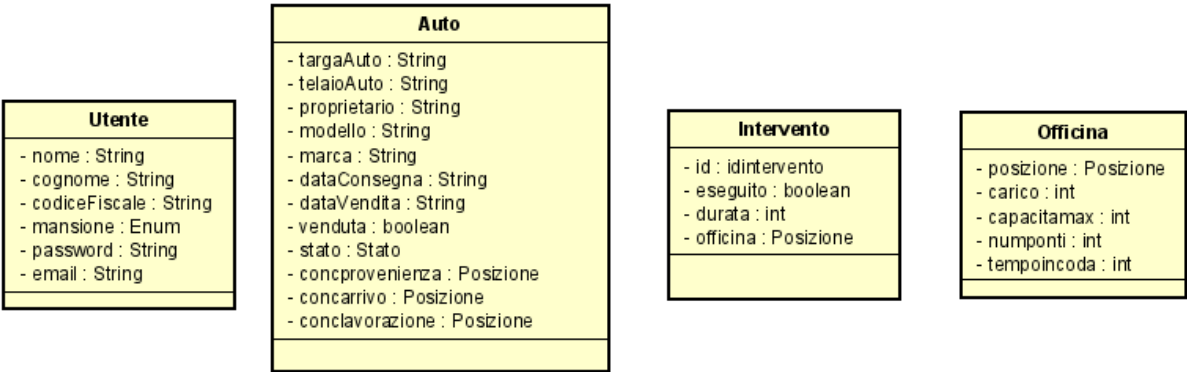 Utente
- nome : String
- cognome : String
- codiceFiscale : String
- mansione : Enum
- password : String
- email : String
Auto
- targaAuto : String
- telaioAuto : String
- proprietario : String
- modello : String
- marca : String
- dataConsegna : String
- dataVendita : String
- venduta : boolean
- stato : Stato
- concprovenienza : Posizione
- concarrivo : Posizione
- conclavorazione : Posizione
Intervento
- id : idintervento
- eseguito : boolean
- durata : int
- officina : Posizione
Officina
- posizione : Posizione
- carico : int
- capacitamax : int
- numponti : int
- tempoincoda : int